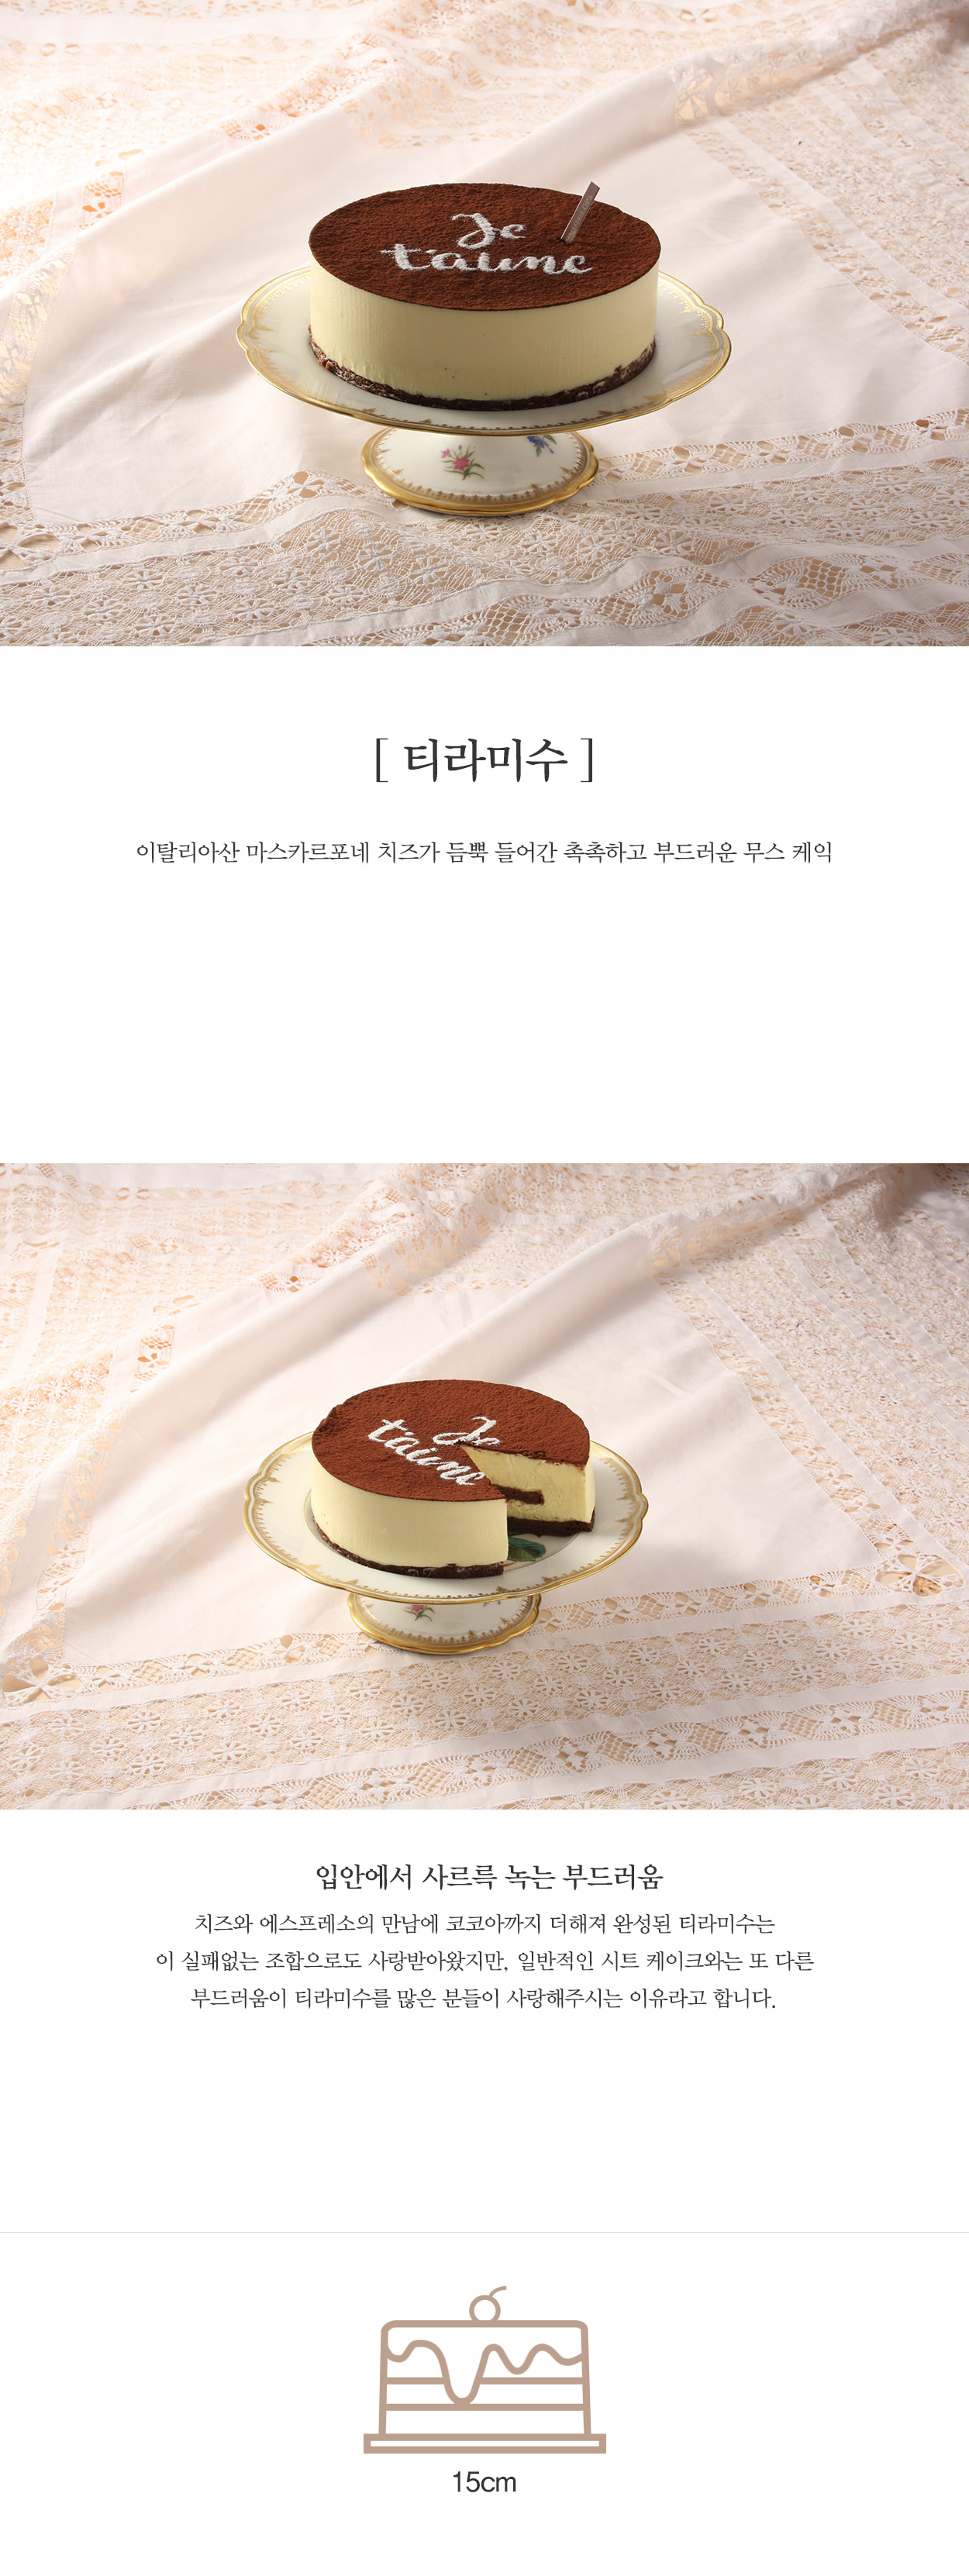 Je
t'aime
[ 티라미수 ]
이탈리아산 마스카르포네 치즈가 듬뿍 들어간 촉촉하고 부드러운 무스 케익
Je
t'aime
입안에서 사르륵 녹는 부드러움
치즈와 에스프레소의 만남에 코코아까지 더해져 완성된 티라미수는
이 실패없는 조합으로도 사랑받아왔지만, 일반적인 시트 케이크와는 또 다른
부드러움이 티라미수를 많은 분들이 사랑해주시는 이유라고 합니다.
15cm